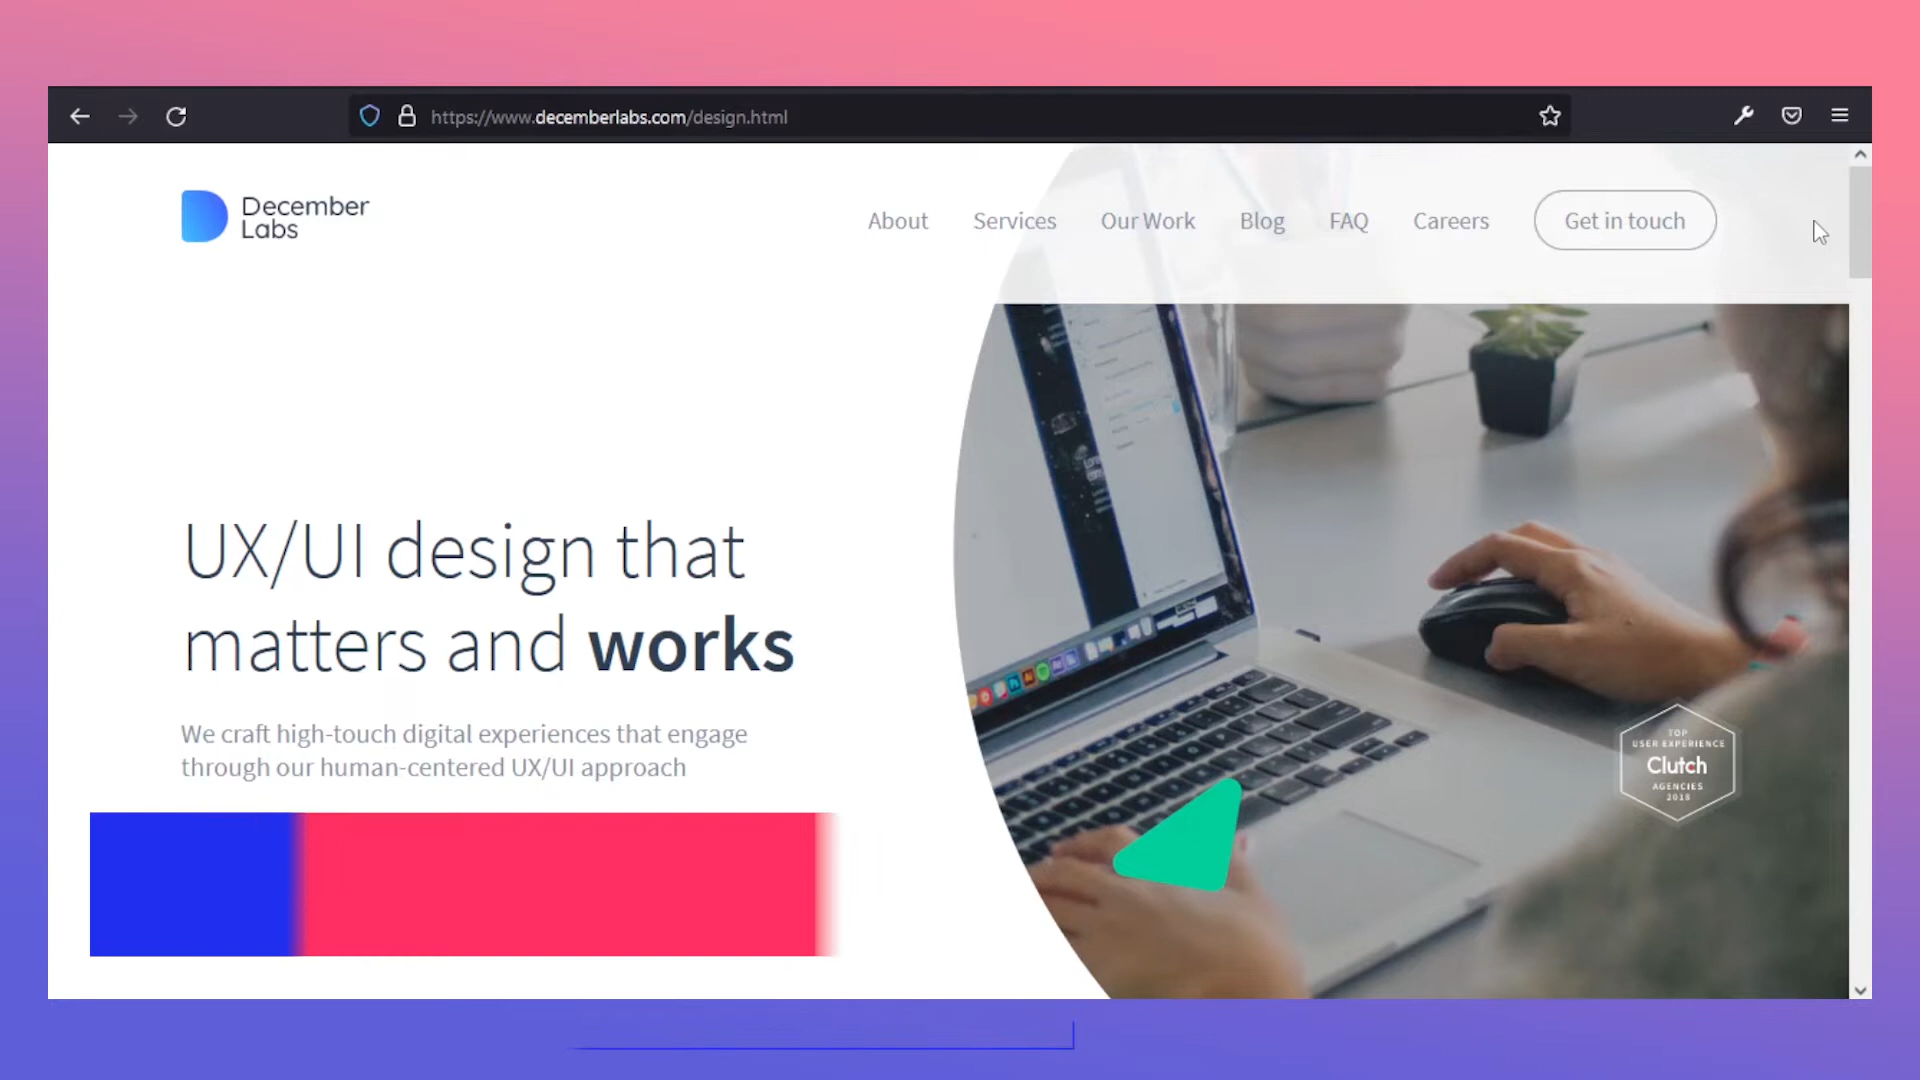 https://www.decemberlabs.com/design.html
December
Labs
About
Services
Our Work
Blog
FAQ
Careers
Get in touch
UX/UI design that
matters and works
We craft high-touch digital experiences that engage
through our human-centered UX/UI approach
TOP
USER EXPERIENCE
Clutch
AGENCIES
2018